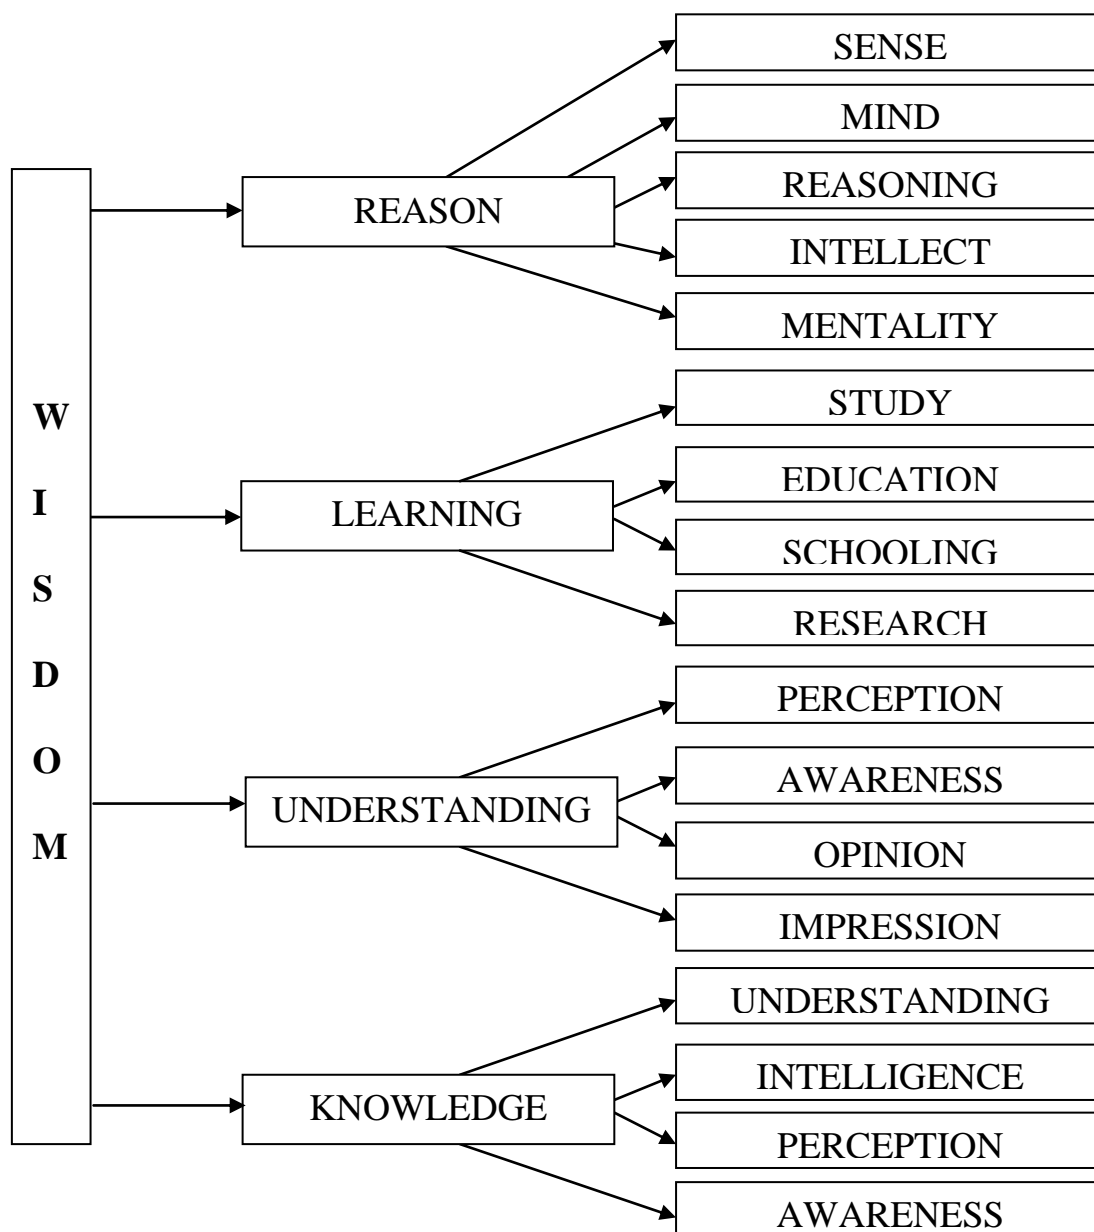 WISDOM
REASON
SENSE
MIND
REASONING
INTELLECT
MENTALITY
LEARNING
STUDY
EDUCATION
SCHOOLING
RESEARCH
UNDERSTANDING
PERCEPTION
AWARENESS
OPINION
IMPRESSION
KNOWLEDGE
UNDERSTANDING
INTELLIGENCE
PERCEPTION
AWARENESS